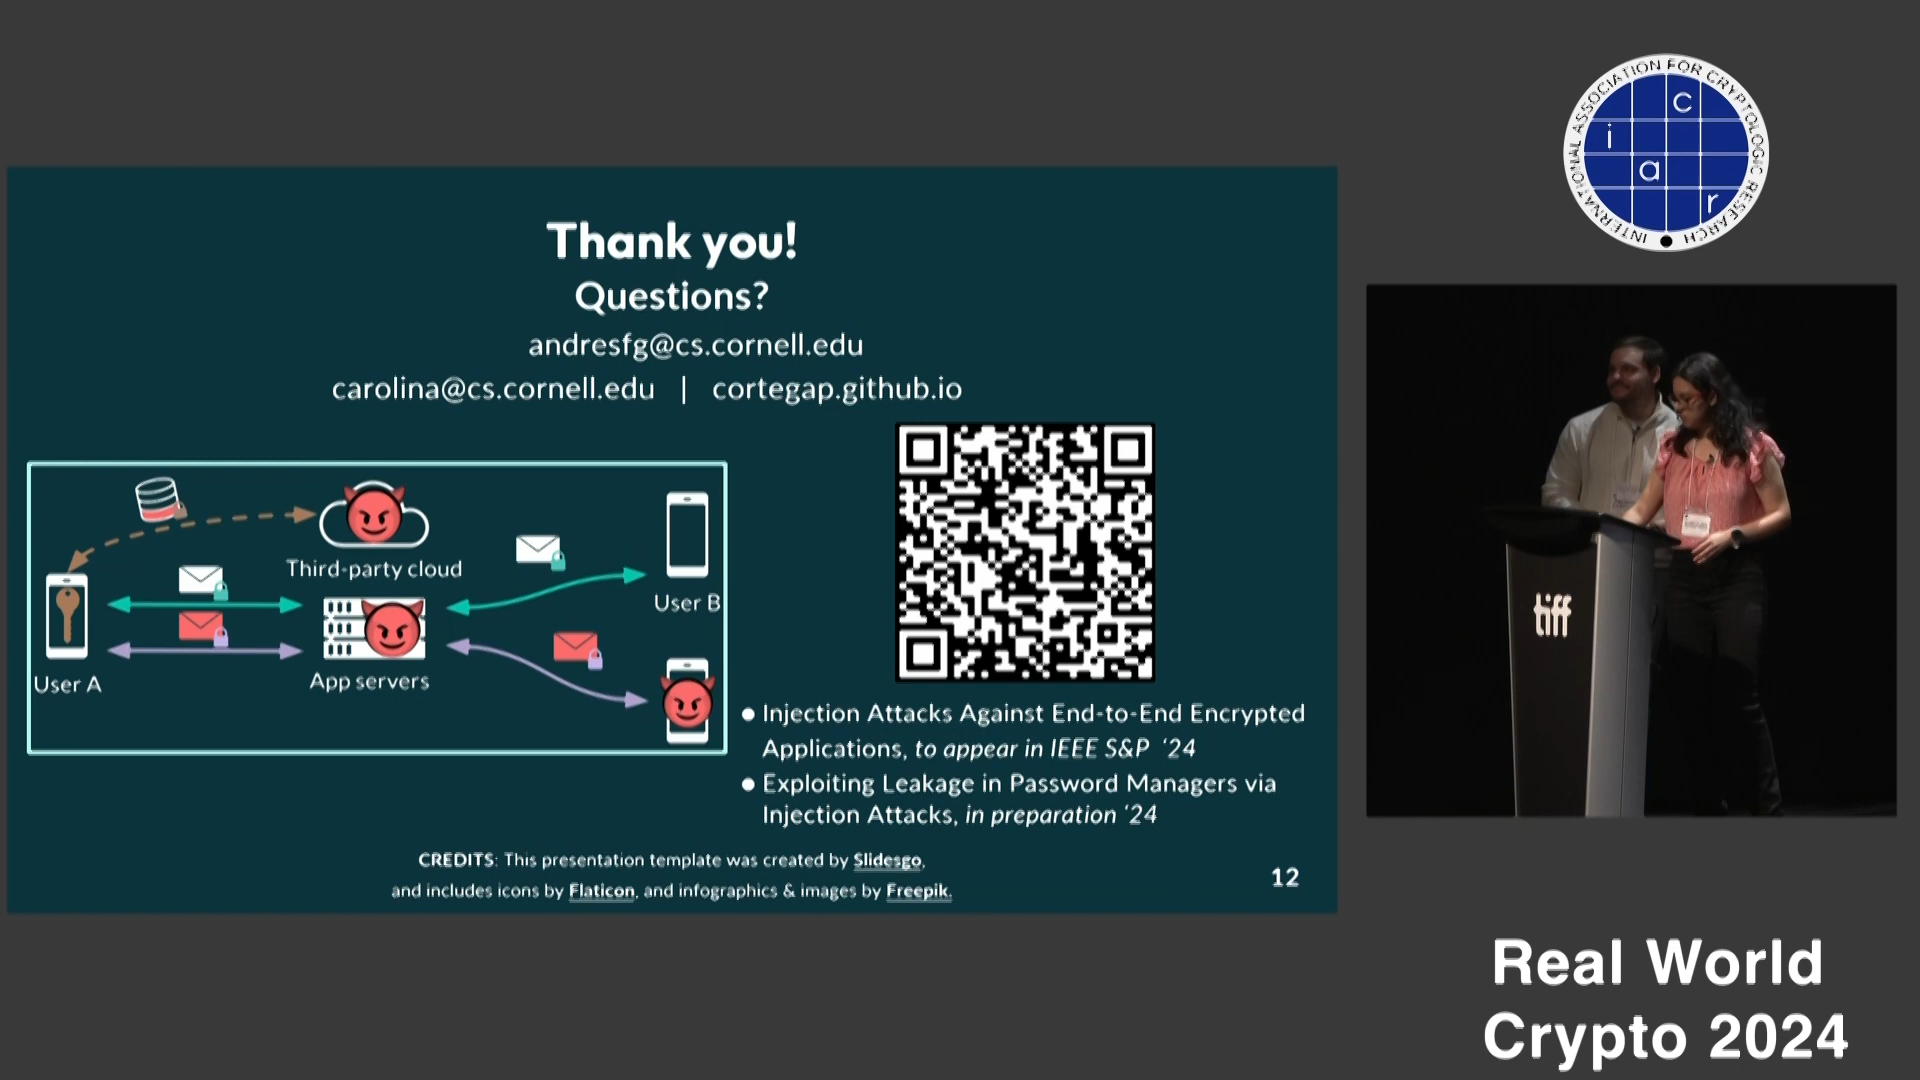 Thank you!
Questions?
andresfg@cs.cornell.edu
carolina@cs.cornell.edu | cortegap.github.io
Third-party cloud
User A
App servers
User B
● Injection Attacks Against End-to-End Encrypted
Applications, to appear in IEEE S&P ‘24
● Exploiting Leakage in Password Managers via
Injection Attacks, in preparation ‘24
CREDITS: This presentation template was created by Slidesgo,
and includes icons by Flaticon, and infographics & images by Freepik.
12
INTERNATIONAL ASSOCIATION FOR CRYPTOLOGIC RESEARCH
i a c r
tiff
Real World
Crypto 2024